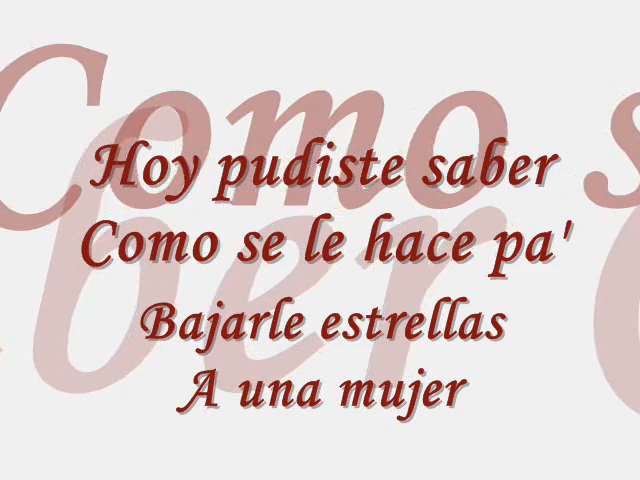 Hoy pudiste saber
Como se le hace pa'
Bajarle estrellas
A una mujer